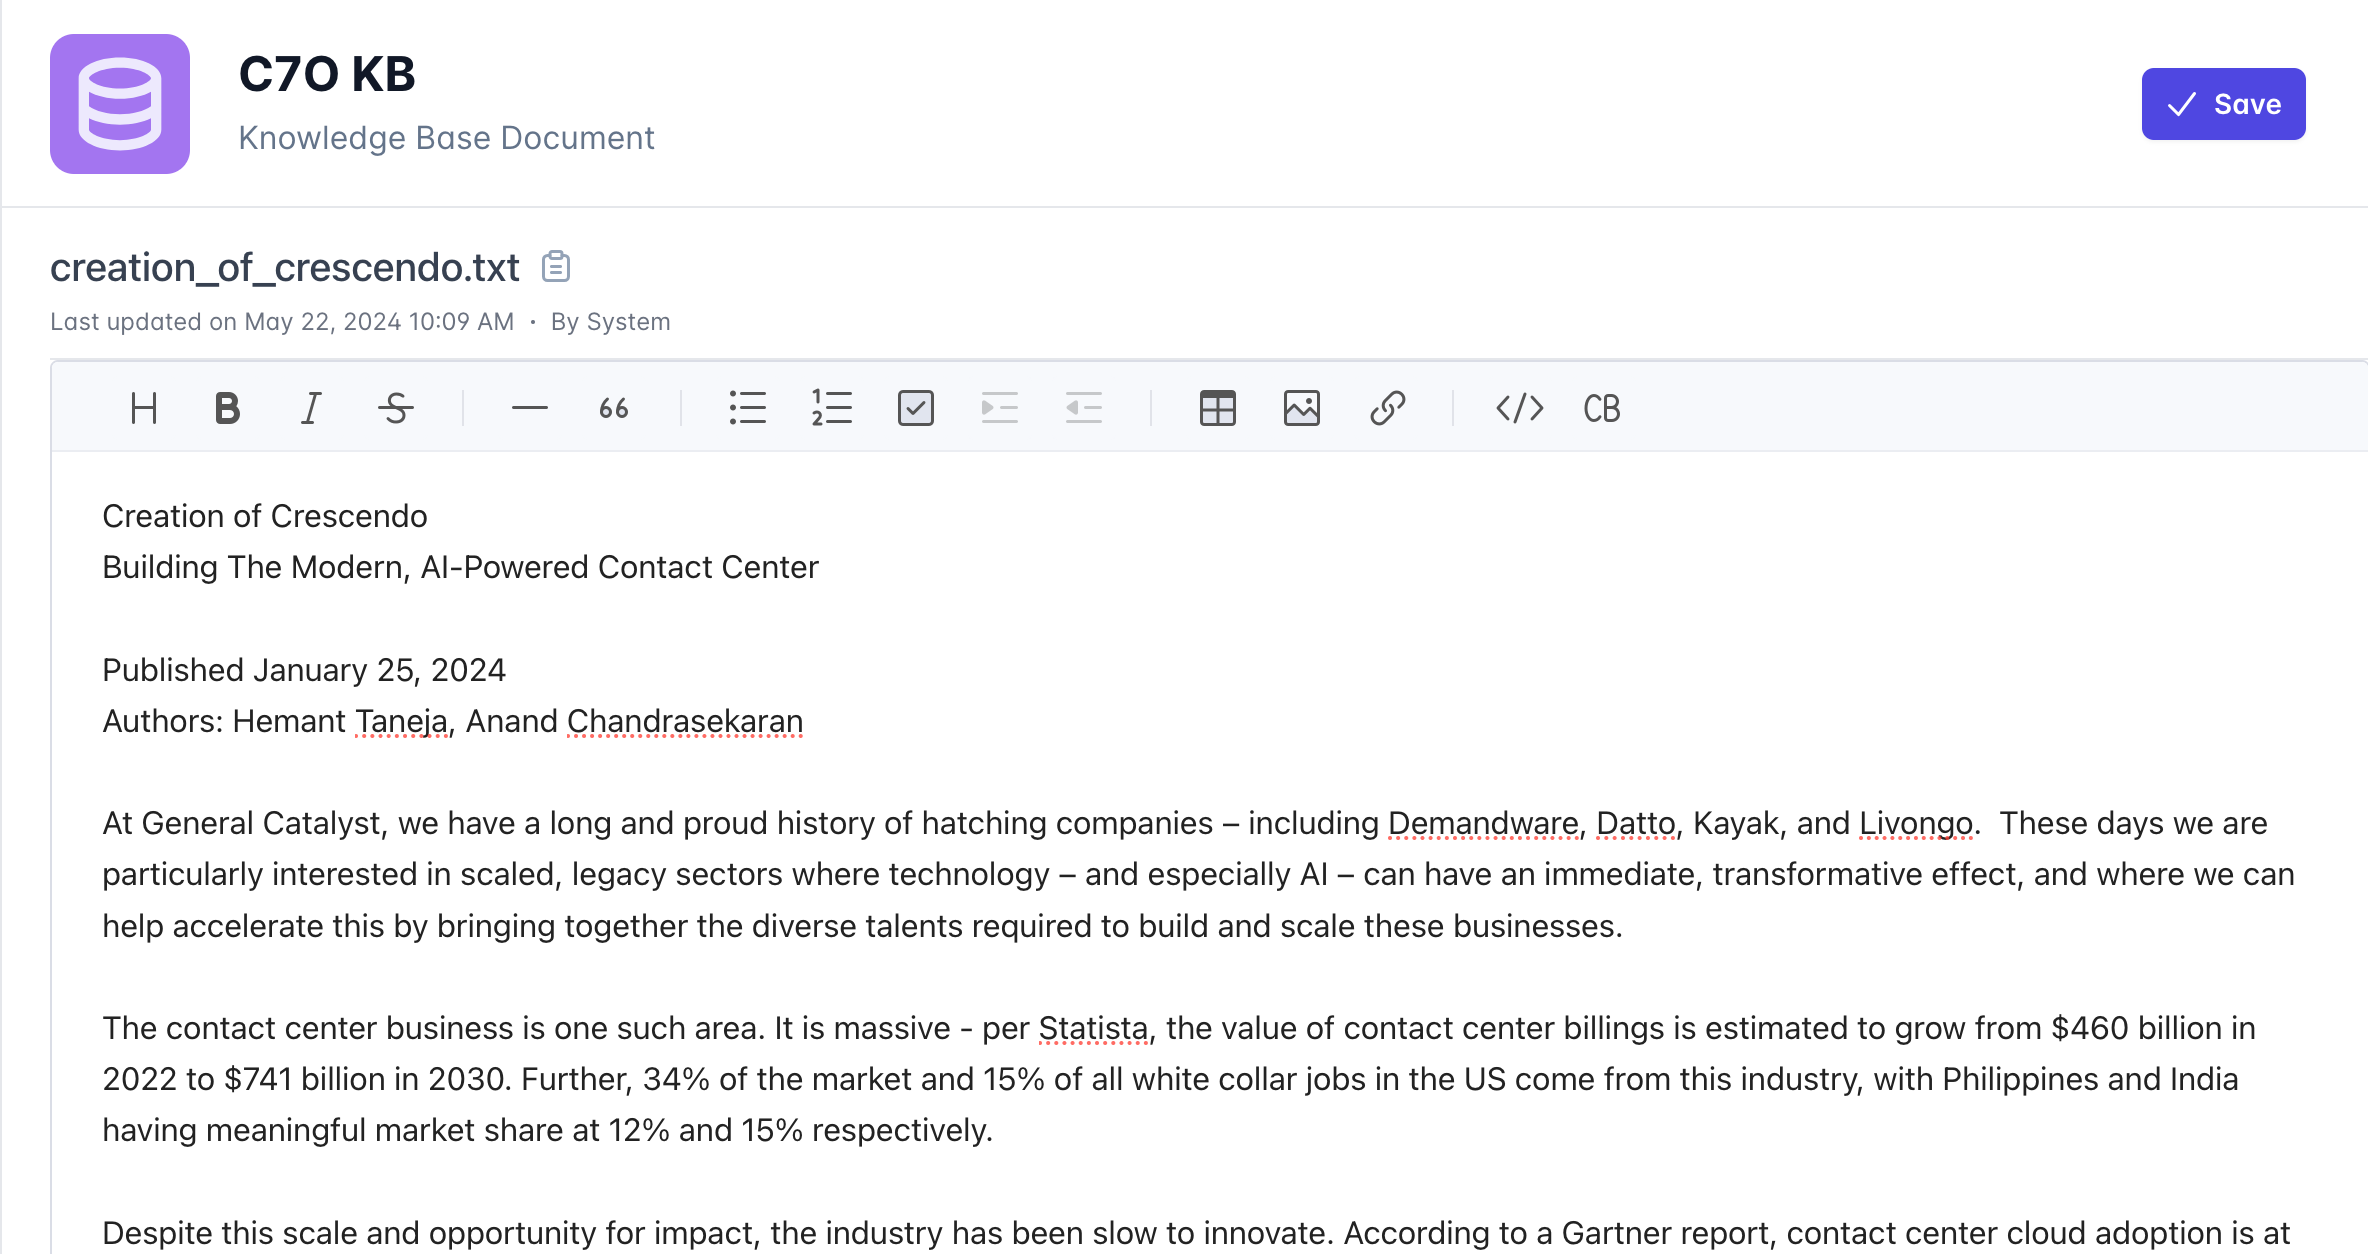 C7O KB
Knowledge Base Document
Save
creation_of_crescendo.txt
Last updated on May 22, 2024 10:09 AM • By System
H B I S — 66 1 2 </> CB
Creation of Crescendo
Building The Modern, AI-Powered Contact Center
Published January 25, 2024
Authors: Hemant Taneja, Anand Chandrasekaran
At General Catalyst, we have a long and proud history of hatching companies – including Demandware, Datto, Kayak, and Livongo.  These days we are
particularly interested in scaled, legacy sectors where technology – and especially AI – can have an immediate, transformative effect, and where we can
help accelerate this by bringing together the diverse talents required to build and scale these businesses.
The contact center business is one such area. It is massive - per Statista, the value of contact center billings is estimated to grow from $460 billion in
2022 to $741 billion in 2030. Further, 34% of the market and 15% of all white collar jobs in the US come from this industry, with Philippines and India
having meaningful market share at 12% and 15% respectively.
Despite this scale and opportunity for impact, the industry has been slow to innovate. According to a Gartner report, contact center cloud adoption is at